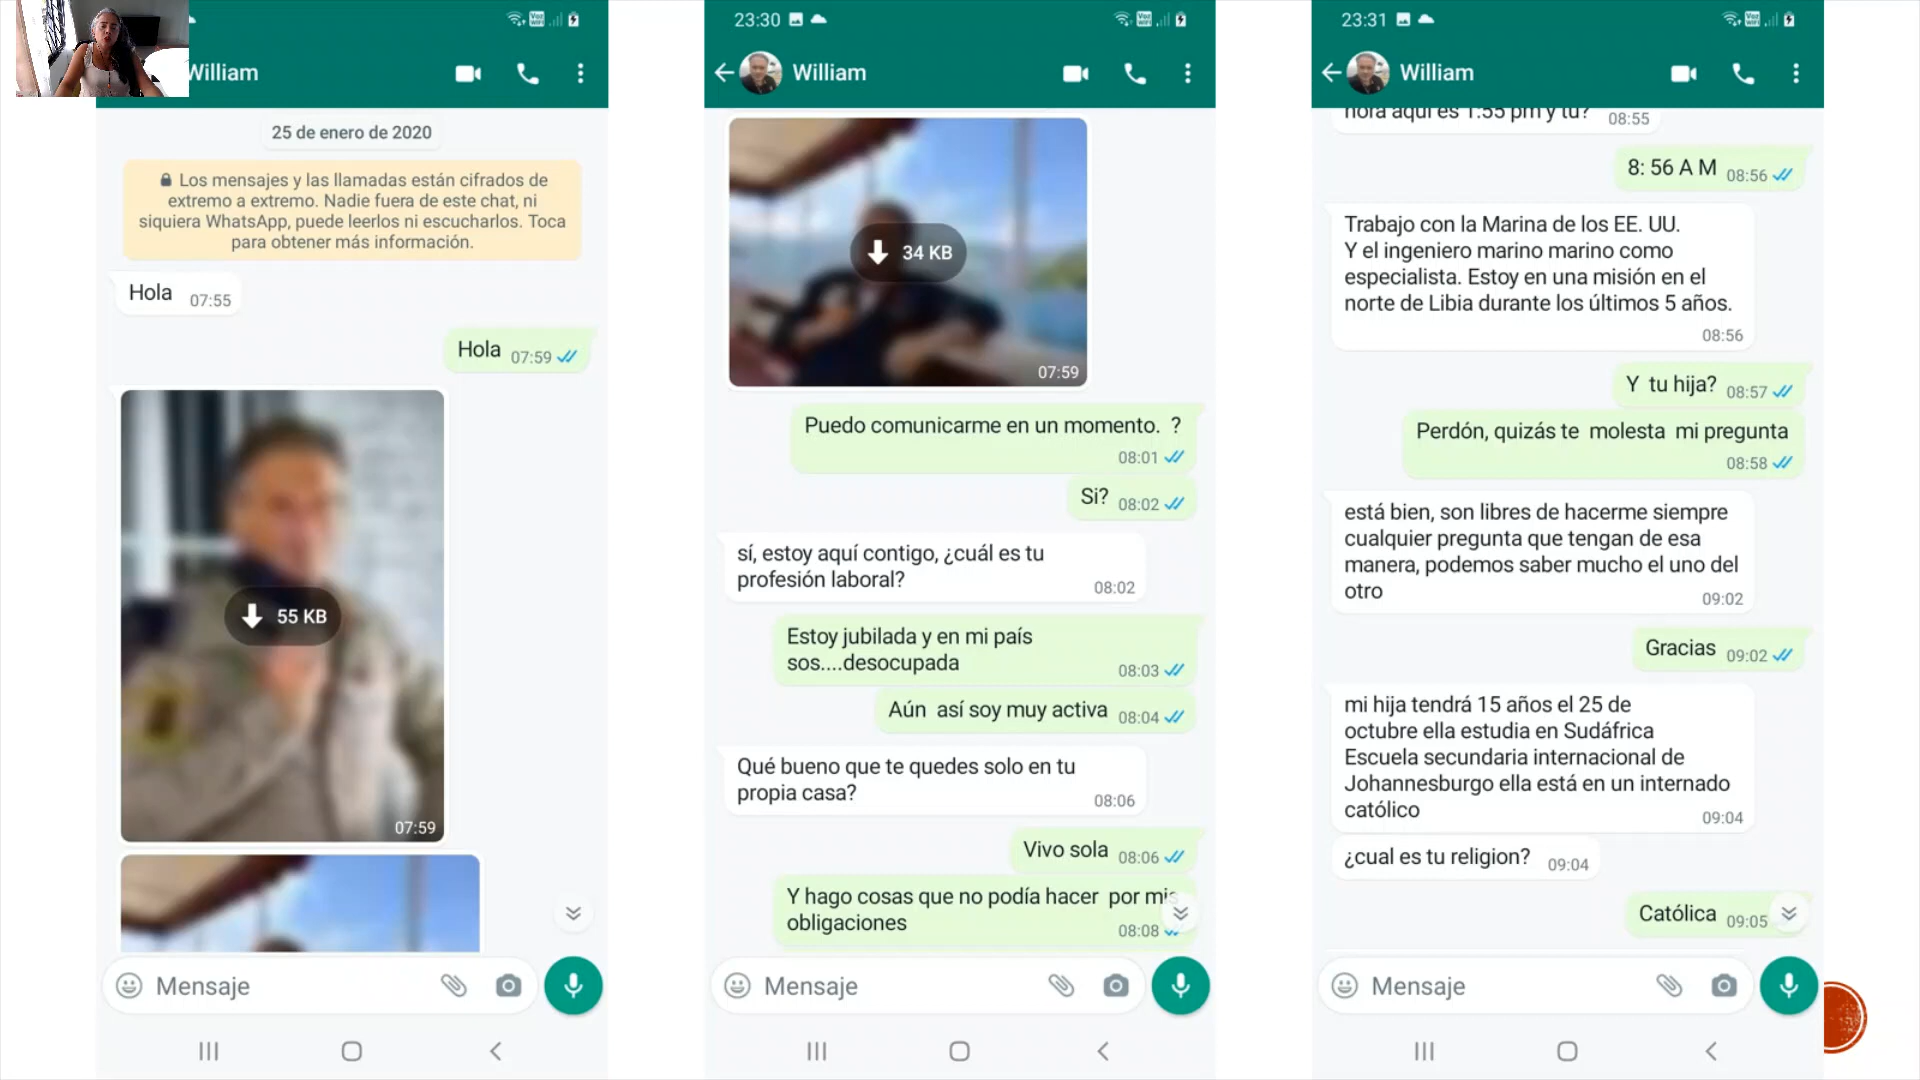 William
25 de enero de 2020
Los mensajes y las llamadas están cifrados de
extremo a extremo. Nadie fuera de este chat, ni
siquiera WhatsApp, puede leerlos ni escucharlos. Toca
para obtener más información.
Hola 07:55
Hola 07:59
55 KB
07:59
Mensaje
23:30
William
34 KB
07:59
Puedo comunicarme en un momento.  ?
08:01
Si? 08:02
sí, estoy aquí contigo, ¿cuál es tu
profesión laboral?
08:02
Estoy jubilada y en mi país
sos....desocupada
08:03
Aún  así soy muy activa 08:04
Qué bueno que te quedes solo en tu
propia casa?
08:06
Vivo sola 08:06
Y hago cosas que no podía hacer  por mis
obligaciones
08:08
Mensaje
23:31
William
hora aquí es 1:55 pm y tú? 08:55
8: 56 A M 08:56
Trabajo con la Marina de los EE. UU.
Y el ingeniero marino marino como
especialista. Estoy en una misión en el
norte de Libia durante los últimos 5 años.
08:56
Y  tu hija? 08:57
Perdón, quizás te  molesta  mi pregunta
08:58
está bien, son libres de hacerme siempre
cualquier pregunta que tengan de esa
manera, podemos saber mucho el uno del
otro
09:02
Gracias 09:02
mi hija tendrá 15 años el 25 de
octubre ella estudia en Sudáfrica
Escuela secundaria internacional de
Johannesburgo ella está en un internado
católico
09:04
¿cual es tu religion? 09:04
Católica 09:05
Mensaje